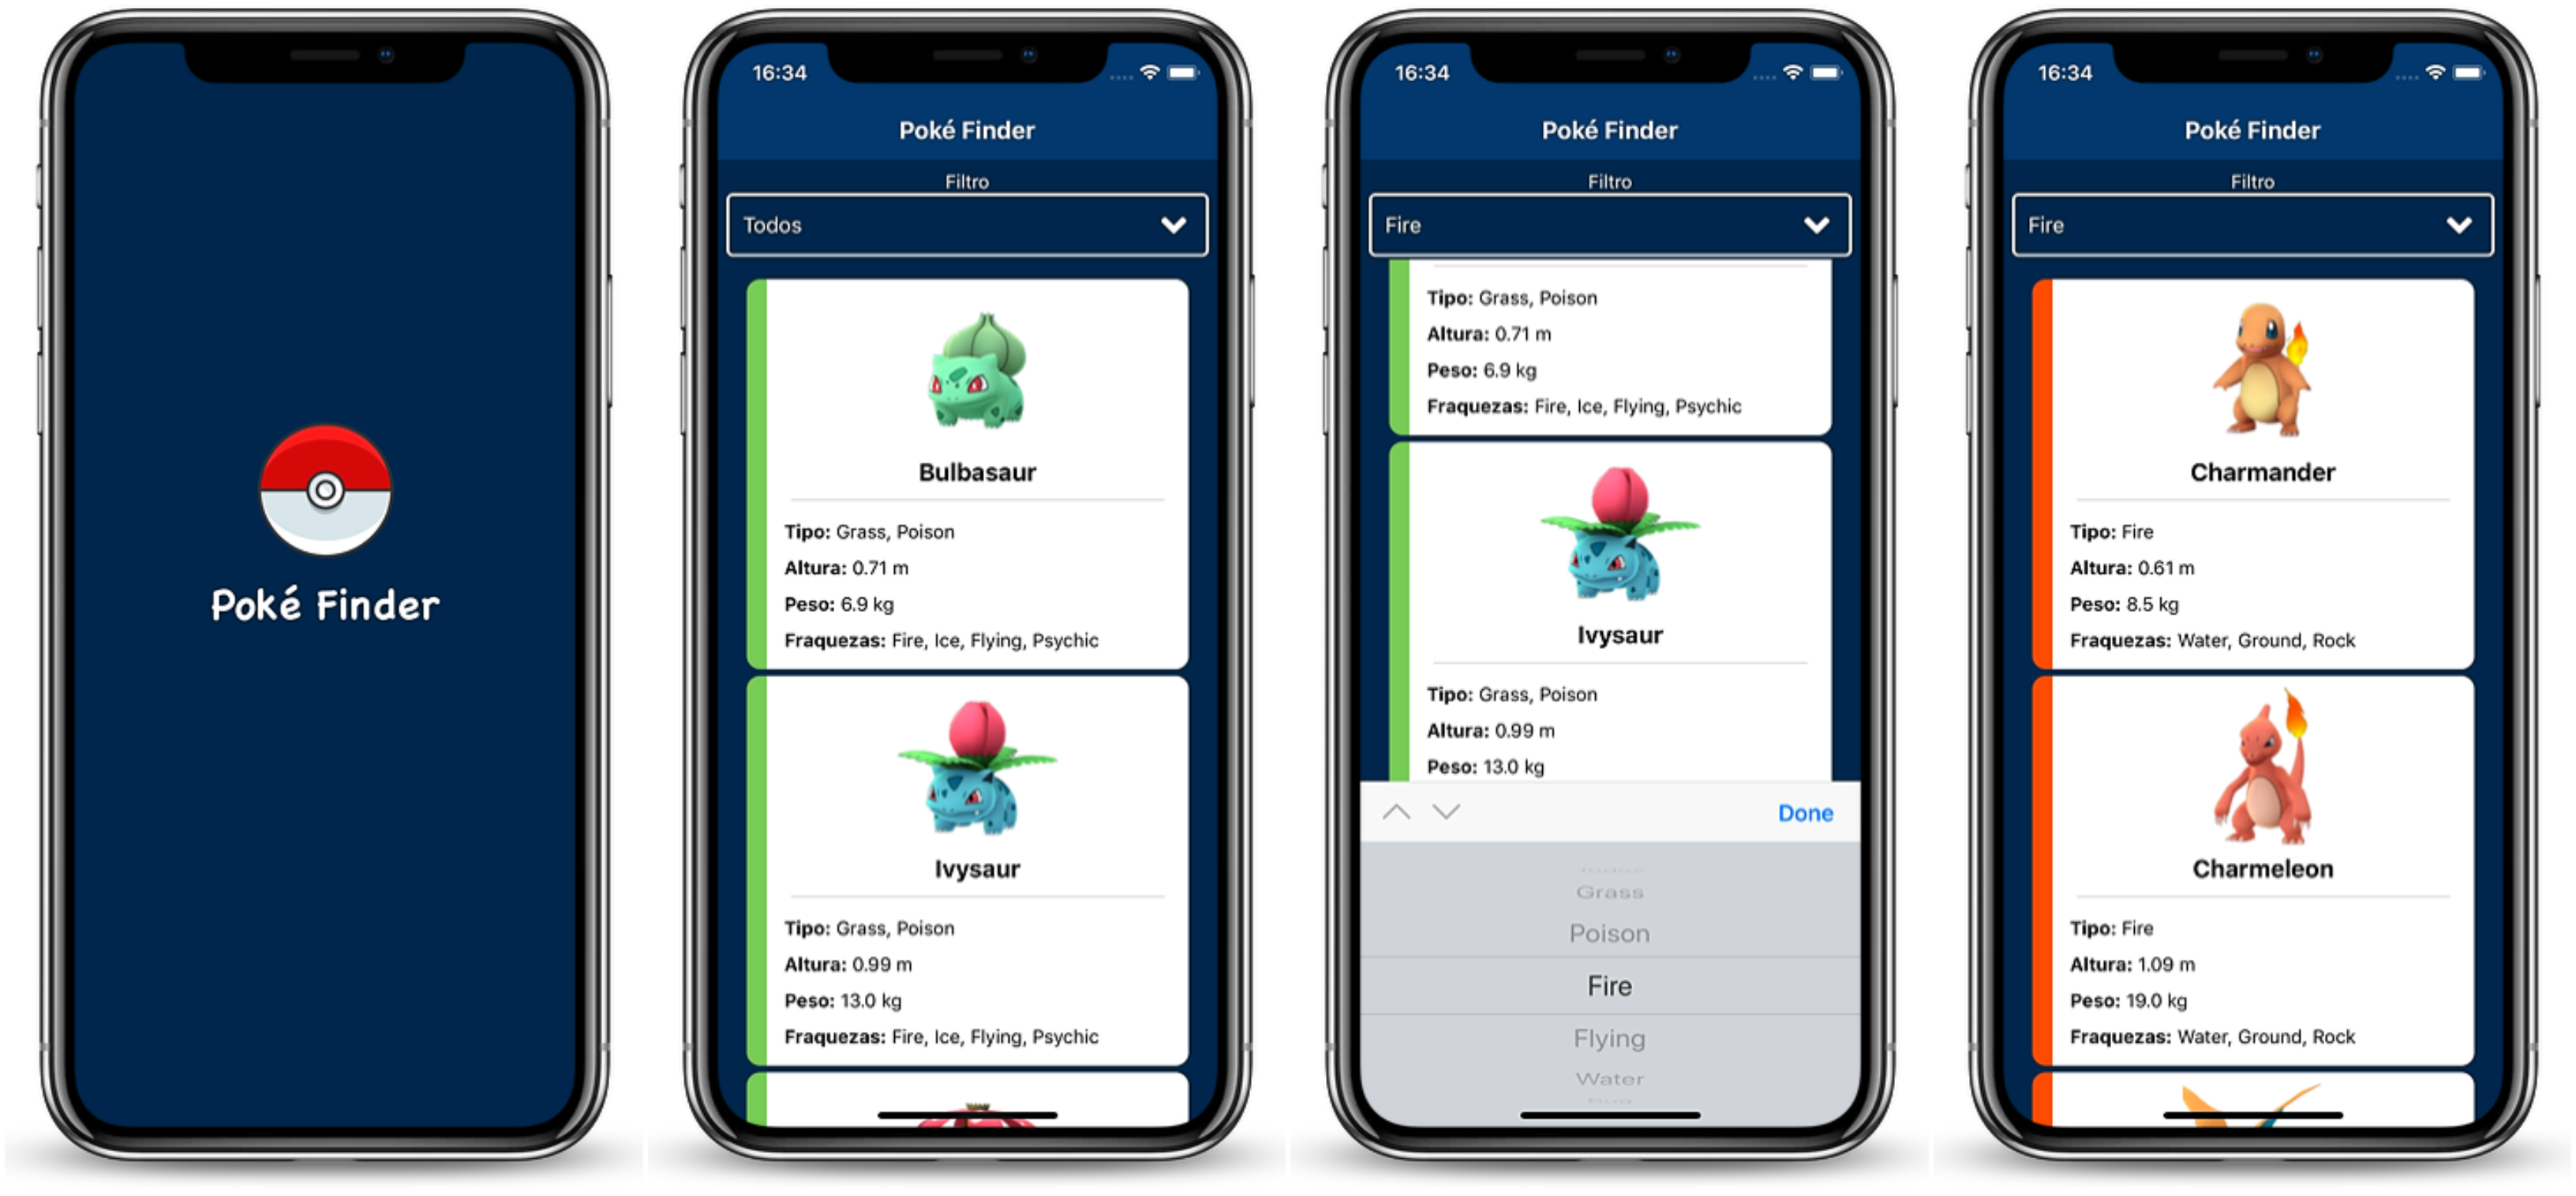 Poké Finder
16:34
Poké Finder
Filtro
Todos
Bulbasaur
Tipo: Grass, Poison
Altura: 0.71 m
Peso: 6.9 kg
Fraquezas: Fire, Ice, Flying, Psychic
Ivysaur
Tipo: Grass, Poison
Altura: 0.99 m
Peso: 13.0 kg
Fraquezas: Fire, Ice, Flying, Psychic
16:34
Poké Finder
Filtro
Fire
Tipo: Grass, Poison
Altura: 0.71 m
Peso: 6.9 kg
Fraquezas: Fire, Ice, Flying, Psychic
Ivysaur
Tipo: Grass, Poison
Altura: 0.99 m
Peso: 13.0 kg
Done
Grass
Poison
Fire
Flying
Water
16:34
Poké Finder
Filtro
Fire
Charmander
Tipo: Fire
Altura: 0.61 m
Peso: 8.5 kg
Fraquezas: Water, Ground, Rock
Charmeleon
Tipo: Fire
Altura: 1.09 m
Peso: 19.0 kg
Fraquezas: Water, Ground, Rock